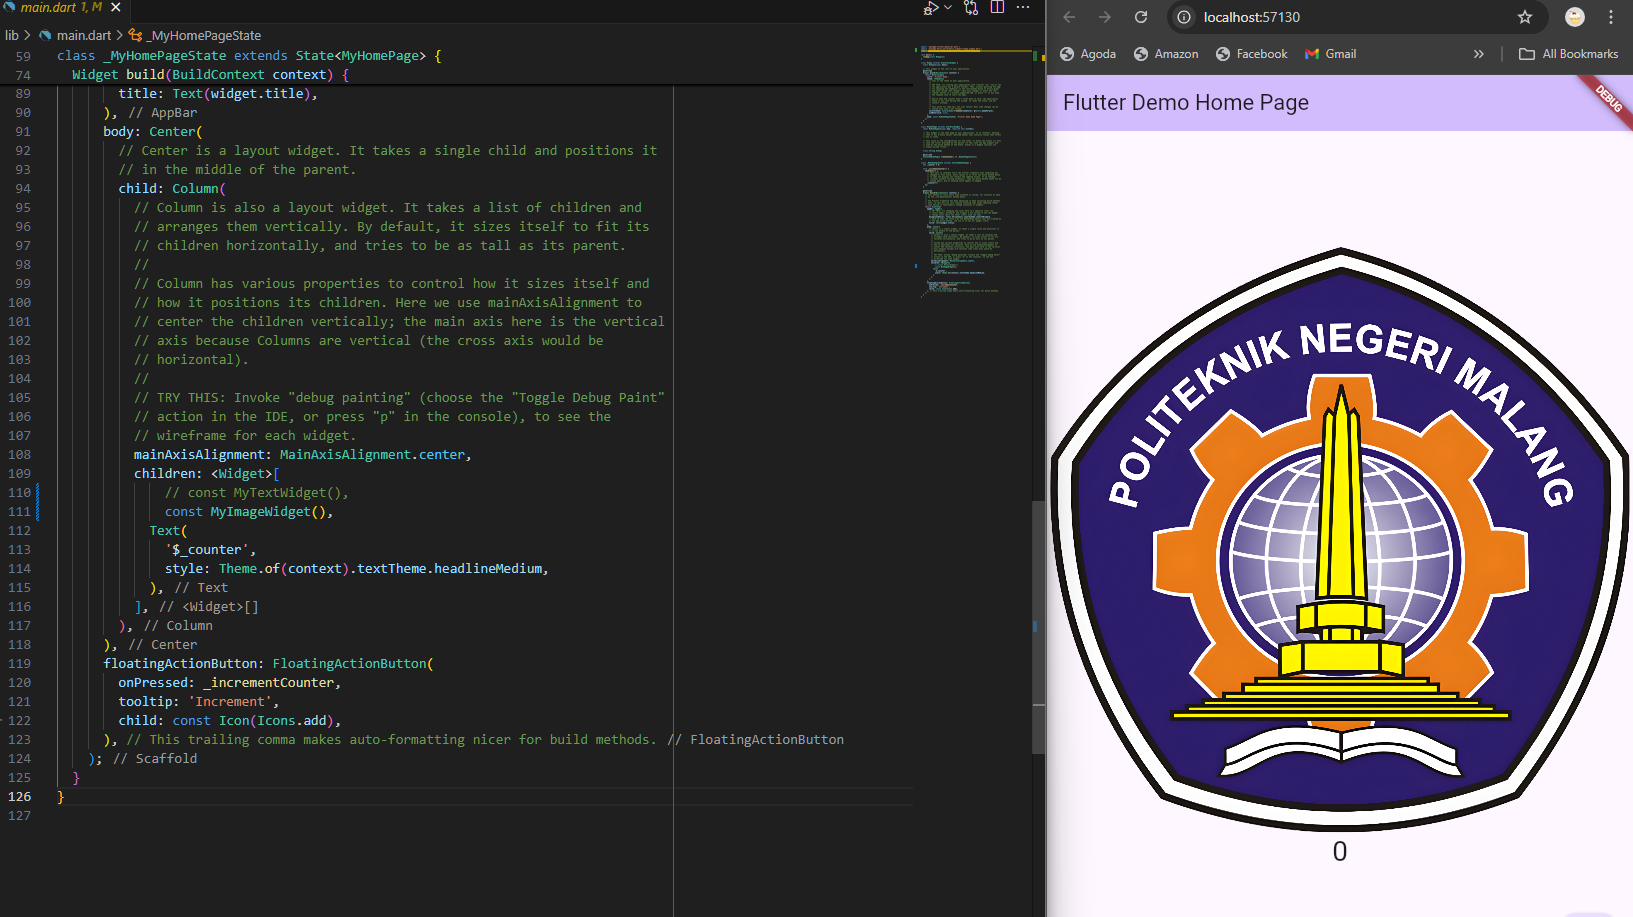 main.dart 1, M
lib > main.dart > _MyHomePageState
59 class _MyHomePageState extends State<MyHomePage> {
74 Widget build(BuildContext context) {
89 title: Text(widget.title),
90 ), // AppBar
91 body: Center(
92 // Center is a layout widget. It takes a single child and positions it
93 // in the middle of the parent.
94 child: Column(
95 // Column is also a layout widget. It takes a list of children and
96 // arranges them vertically. By default, it sizes itself to fit its
97 // children horizontally, and tries to be as tall as its parent.
98 //
99 // Column has various properties to control how it sizes itself and
100 // how it positions its children. Here we use mainAxisAlignment to
101 // center the children vertically; the main axis here is the vertical
102 // axis because Columns are vertical (the cross axis would be
103 // horizontal).
104 //
105 // TRY THIS: Invoke "debug painting" (choose the "Toggle Debug Paint"
106 // action in the IDE, or press "p" in the console), to see the
107 // wireframe for each widget.
108 mainAxisAlignment: MainAxisAlignment.center,
109 children: <Widget>[
110 // const MyTextWidget(),
111 const MyImageWidget(),
112 Text(
113 '$_counter',
114 style: Theme.of(context).textTheme.headlineMedium,
115 ), // Text
116 ], // <Widget>[]
117 ), // Column
118 ), // Center
119 floatingActionButton: FloatingActionButton(
120 onPressed: _incrementCounter,
121 tooltip: 'Increment',
122 child: const Icon(Icons.add),
123 ), // This trailing comma makes auto-formatting nicer for build methods. // FloatingActionButton
124 ); // Scaffold
125 }
126 }
127
localhost:57130
Agoda Amazon Facebook Gmail » All Bookmarks
Flutter Demo Home Page
DEBUG
POLITEKNIK NEGERI MALANG
0